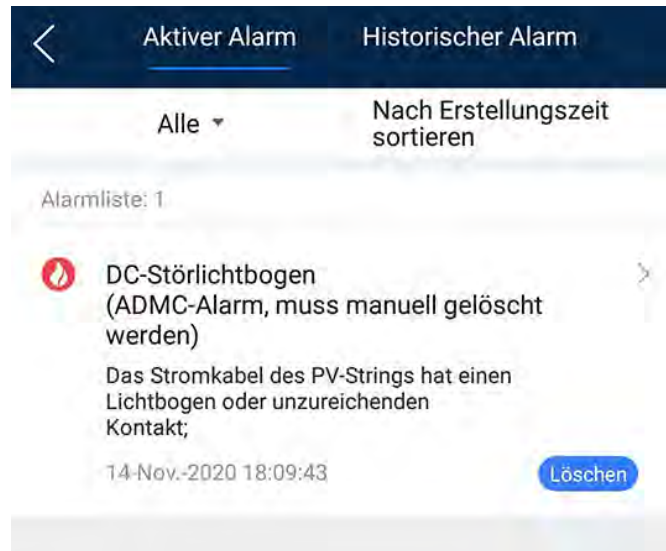 Aktiver Alarm Historischer Alarm
Alle Nach Erstellungszeit
sortieren
Alarmliste: 1
DC-Störlichtbogen
(ADMC-Alarm, muss manuell gelöscht
werden)
Das Stromkabel des PV-Strings hat einen
Lichtbogen oder unzureichenden
Kontakt;
14-Nov.-2020 18:09:43 Löschen